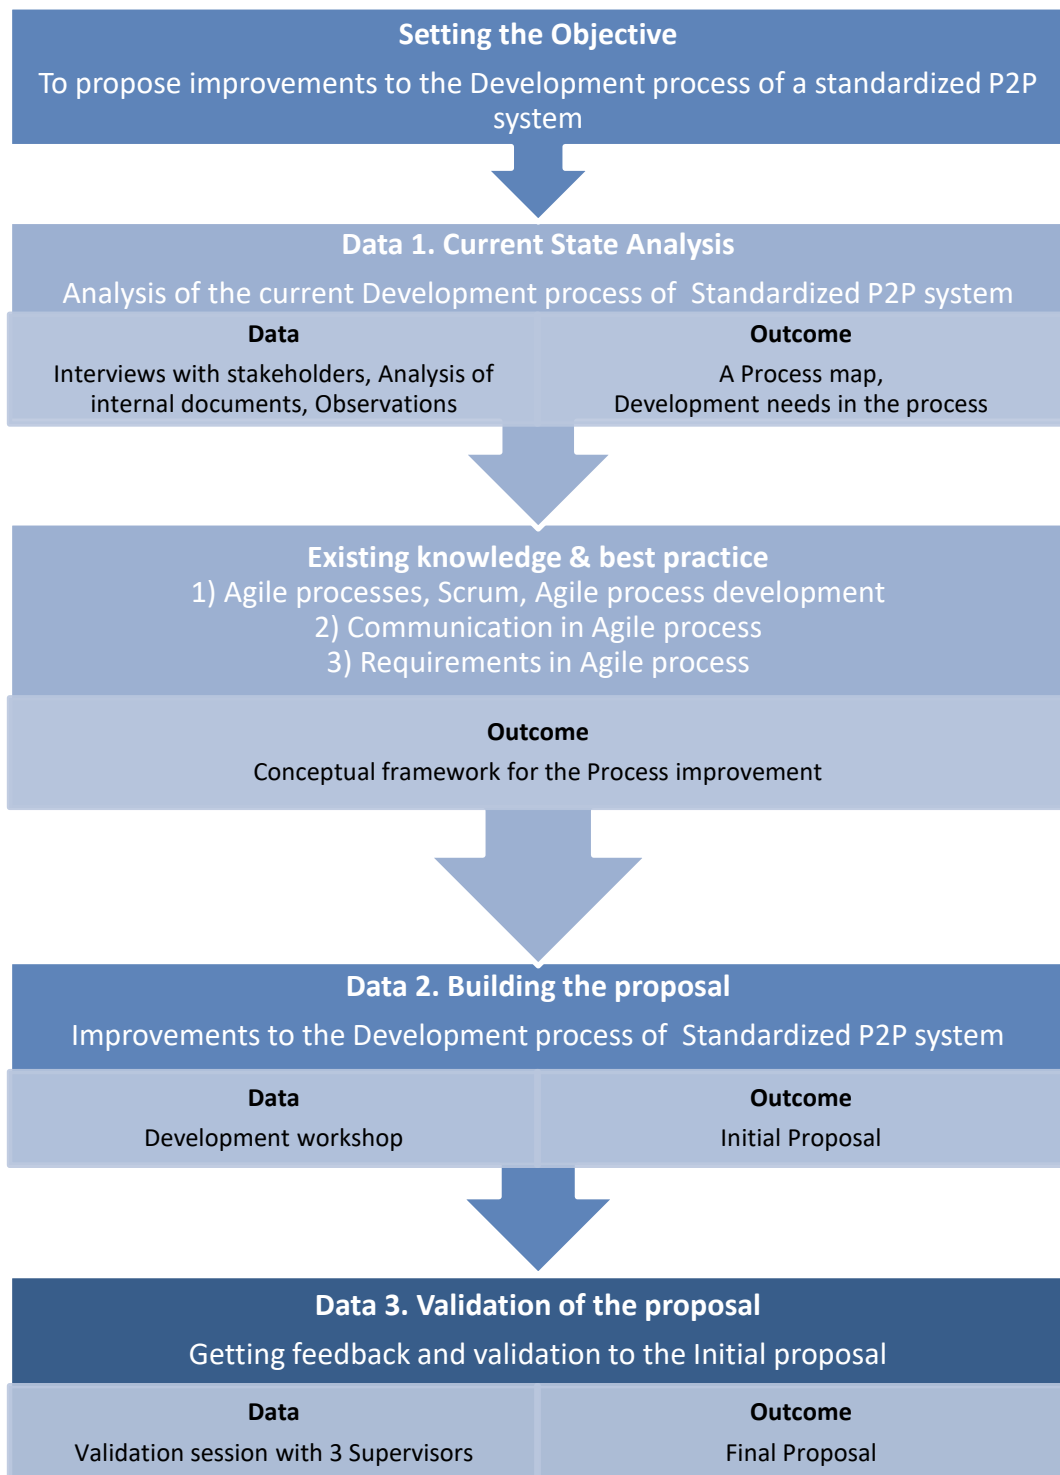 Setting the Objective
To propose improvements to the Development process of a standardized P2P
system
Data 1. Current State Analysis
Analysis of the current Development process of  Standardized P2P system
Data
Interviews with stakeholders, Analysis of
internal documents, Observations
Outcome
A Process map,
Development needs in the process
Existing knowledge & best practice
1) Agile processes, Scrum, Agile process development
2) Communication in Agile process
3) Requirements in Agile process
Outcome
Conceptual framework for the Process improvement
Data 2. Building the proposal
Improvements to the Development process of  Standardized P2P system
Data
Development workshop
Outcome
Initial Proposal
Data 3. Validation of the proposal
Getting feedback and validation to the Initial proposal
Data
Validation session with 3 Supervisors
Outcome
Final Proposal